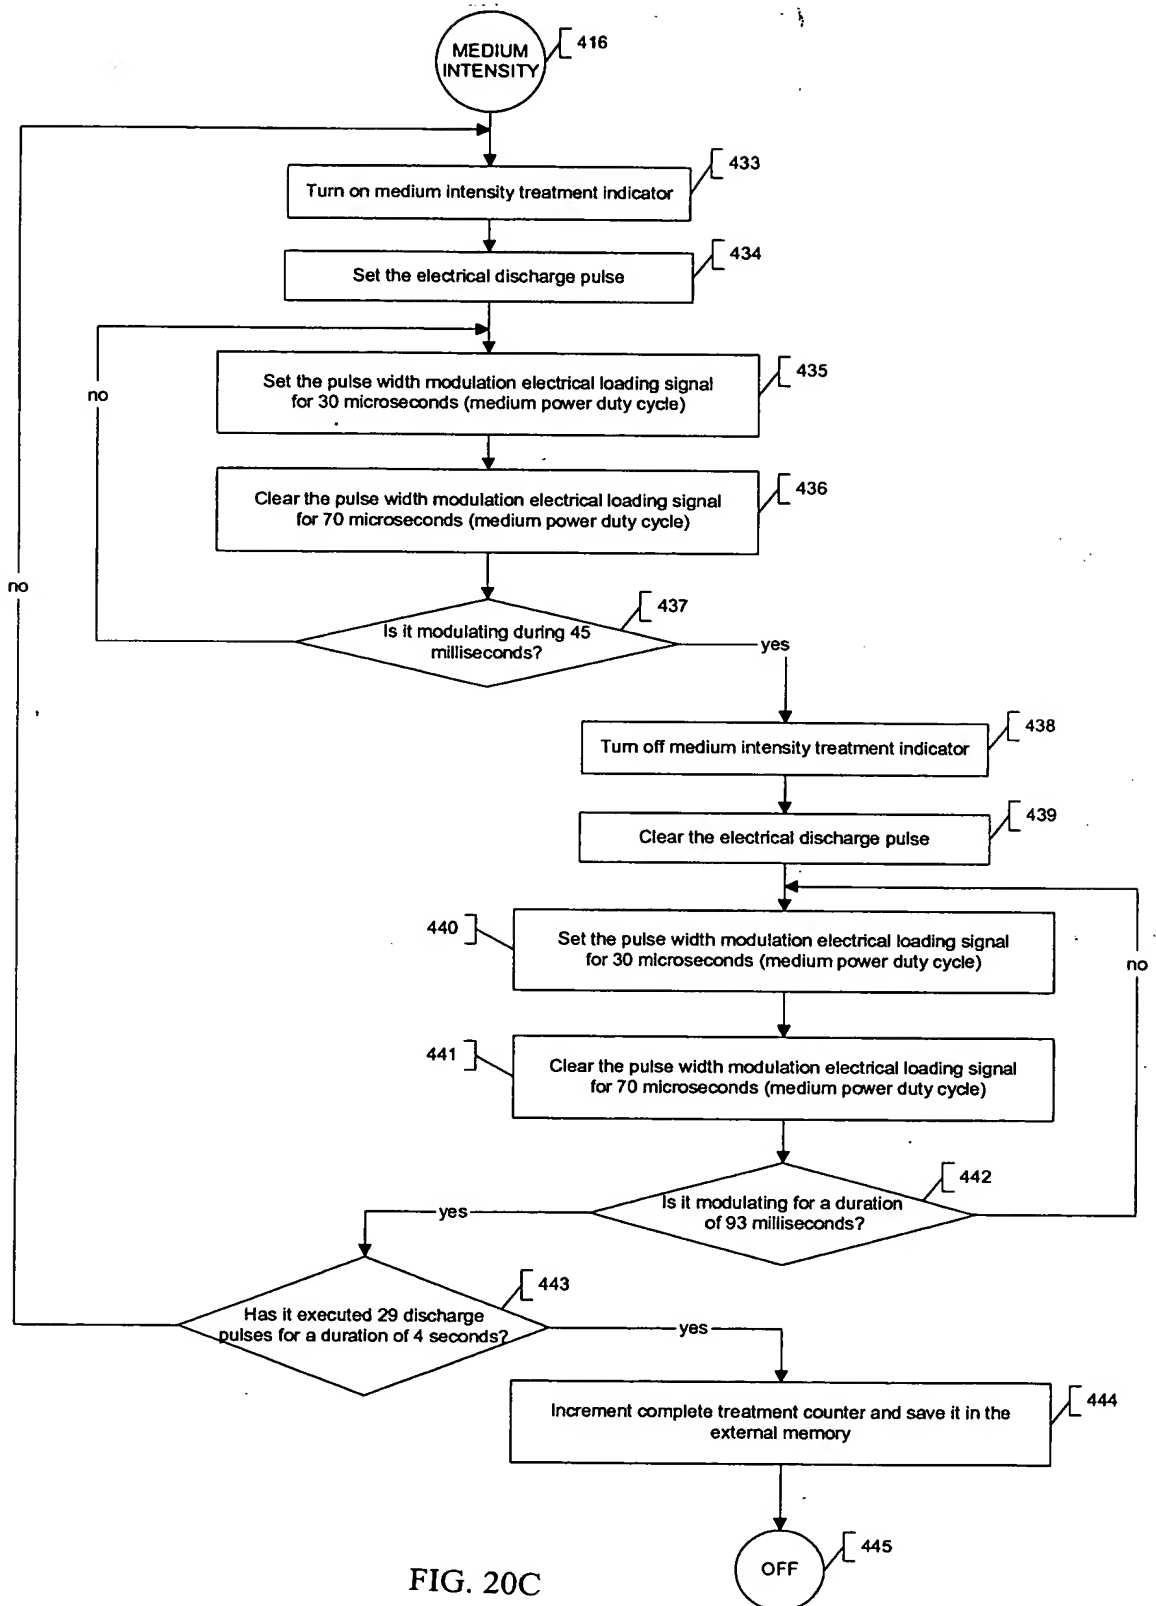 MEDIUM
INTENSITY
416
433
Turn on medium intensity treatment indicator
434
Set the electrical discharge pulse
435
Set the pulse width modulation electrical loading signal
for 30 microseconds (medium power duty cycle)
no
436
Clear the pulse width modulation electrical loading signal
for 70 microseconds (medium power duty cycle)
no
437
Is it modulating during 45
milliseconds?
yes
438
Turn off medium intensity treatment indicator
439
Clear the electrical discharge pulse
440
Set the pulse width modulation electrical loading signal
for 30 microseconds (medium power duty cycle)
no
441
Clear the pulse width modulation electrical loading signal
for 70 microseconds (medium power duty cycle)
442
Is it modulating for a duration
of 93 milliseconds?
yes
443
Has it executed 29 discharge
pulses for a duration of 4 seconds?
yes
444
Increment complete treatment counter and save it in the
external memory
445
OFF
FIG. 20C